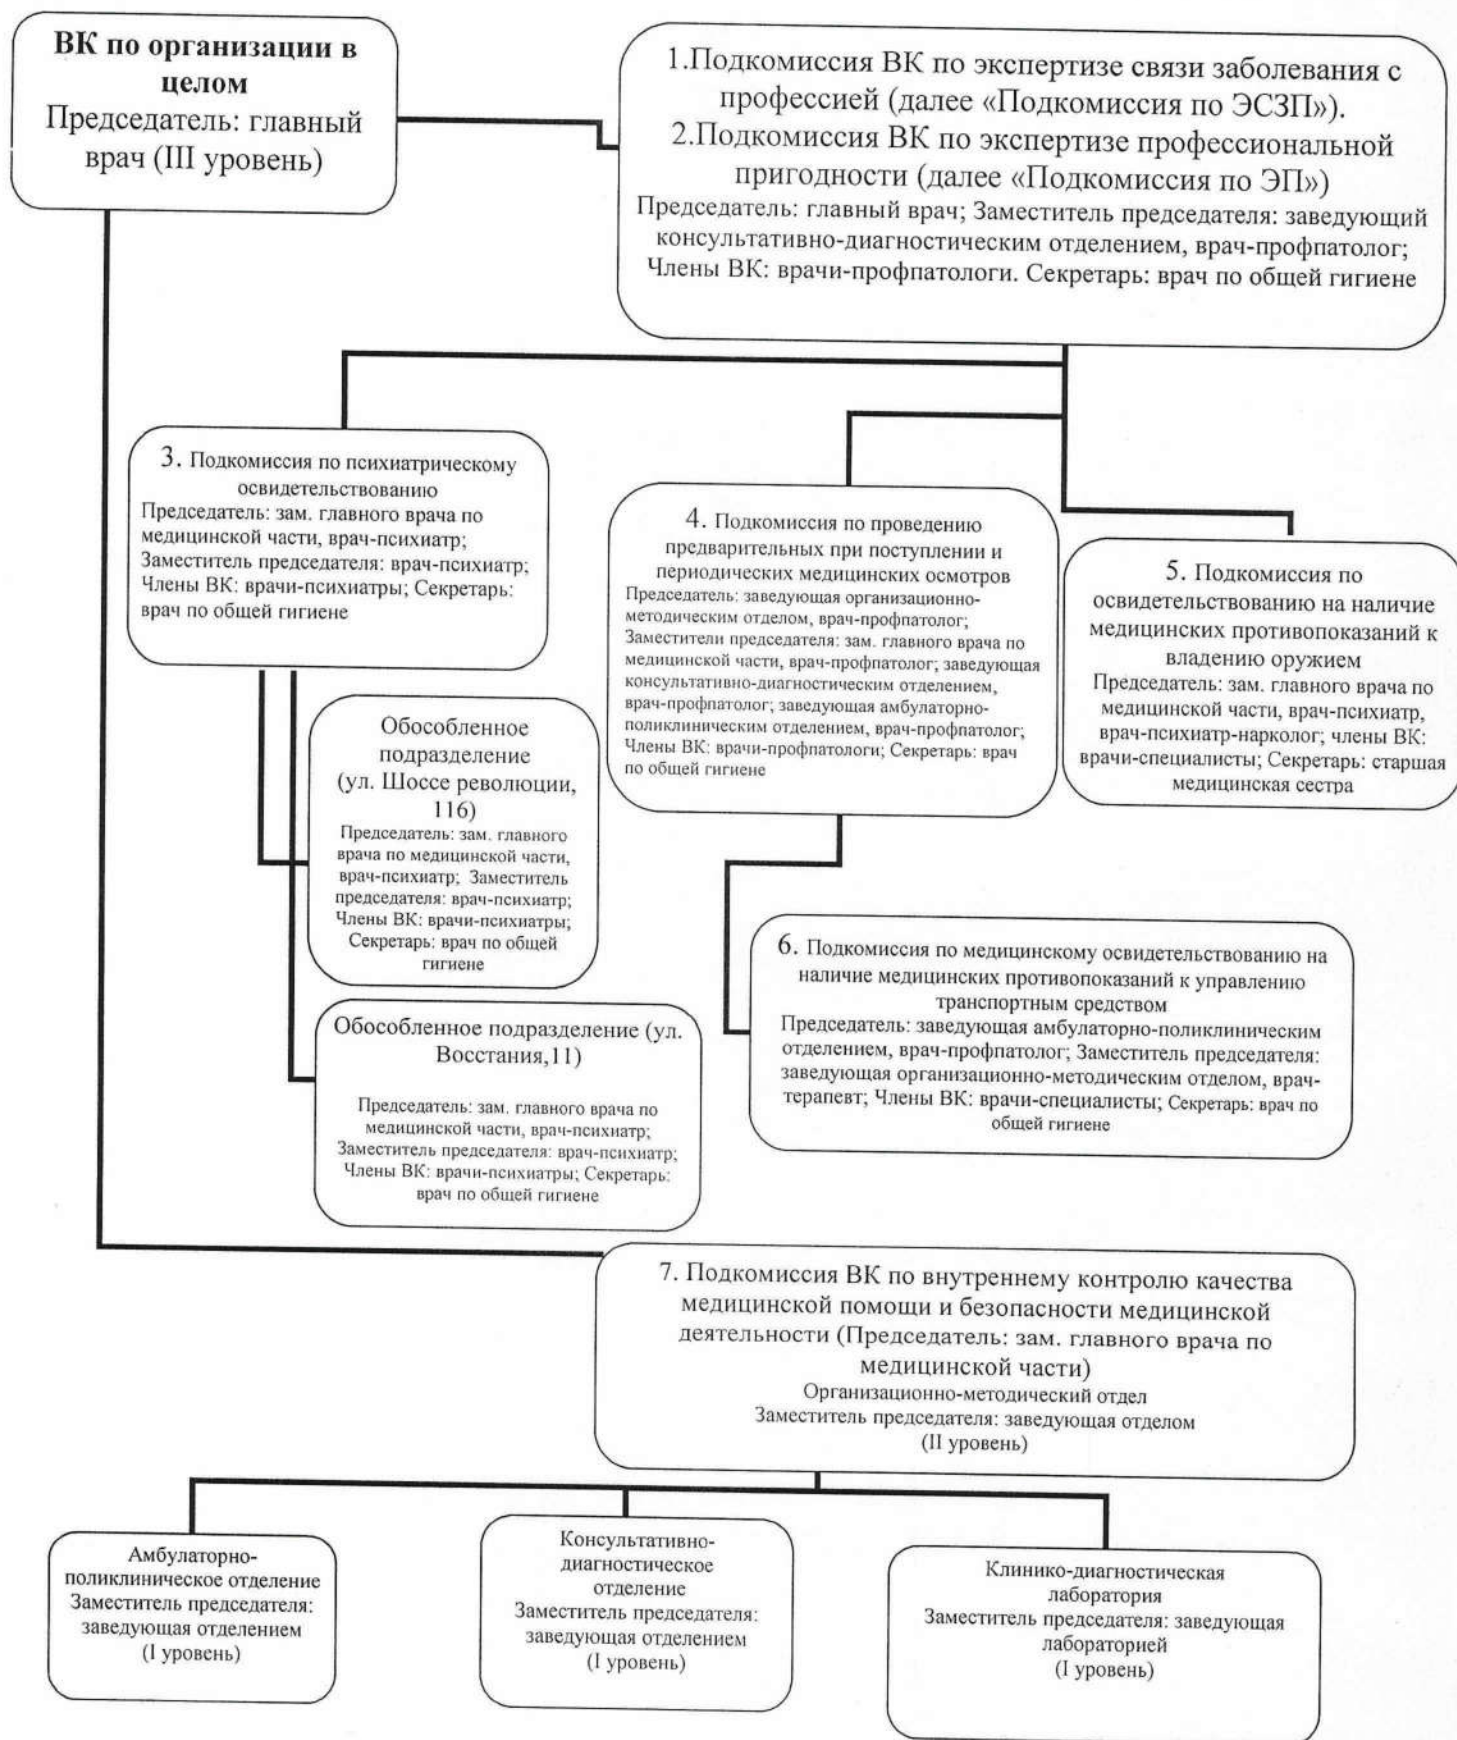 ВК по организации в
целом
Председатель: главный
врач (III уровень)
1.Подкомиссия ВК по экспертизе связи заболевания с
профессией (далее «Подкомиссия по ЭСЗП»).
2.Подкомиссия ВК по экспертизе профессиональной
пригодности (далее «Подкомиссия по ЭП»)
Председатель: главный врач; Заместитель председателя: заведующий
консультативно-диагностическим отделением, врач-профпатолог;
Члены ВК: врачи-профпатологи. Секретарь: врач по общей гигиене
3. Подкомиссия по психиатрическому
освидетельствованию
Председатель: зам. главного врача по
медицинской части, врач-психиатр;
Заместитель председателя: врач-психиатр;
Члены ВК: врачи-психиатры; Секретарь:
врач по общей гигиене
4. Подкомиссия по проведению
предварительных при поступлении и
периодических медицинских осмотров
Председатель: заведующая организационно-
методическим отделом, врач-профпатолог;
Заместители председателя: зам. главного врача по
медицинской части, врач-профпатолог; заведующая
консультативно-диагностическим отделением,
врач-профпатолог; заведующая амбулаторно-
поликлиническим отделением, врач-профпатолог;
Члены ВК: врачи-профпатологи; Секретарь: врач
по общей гигиене
5. Подкомиссия по
освидетельствованию на наличие
медицинских противопоказаний к
владению оружием
Председатель: зам. главного врача по
медицинской части, врач-психиатр,
врач-психиатр-нарколог; члены ВК:
врачи-специалисты; Секретарь: старшая
медицинская сестра
Обособленное
подразделение
(ул. Шоссе революции,
116)
Председатель: зам. главного
врача по медицинской части,
врач-психиатр; Заместитель
председателя: врач-психиатр;
Члены ВК: врачи-психиатры;
Секретарь: врач по общей
гигиене
6. Подкомиссия по медицинскому освидетельствованию на
наличие медицинских противопоказаний к управлению
транспортным средством
Председатель: заведующая амбулаторно-поликлиническим
отделением, врач-профпатолог; Заместитель председателя:
заведующая организационно-методическим отделом, врач-
терапевт; Члены ВК: врачи-специалисты; Секретарь: врач по
общей гигиене
Обособленное подразделение (ул.
Восстания,11)
Председатель: зам. главного врача по
медицинской части, врач-психиатр;
Заместитель председателя: врач-психиатр;
Члены ВК: врачи-психиатры; Секретарь:
врач по общей гигиене
7. Подкомиссия ВК по внутреннему контролю качества
медицинской помощи и безопасности медицинской
деятельности (Председатель: зам. главного врача по
медицинской части)
Организационно-методический отдел
Заместитель председателя: заведующая отделом
(II уровень)
Амбулаторно-
поликлиническое отделение
Заместитель председателя:
заведующая отделением
(I уровень)
Консультативно-
диагностическое
отделение
Заместитель председателя:
заведующая отделением
(I уровень)
Клинико-диагностическая
лаборатория
Заместитель председателя: заведующая
лабораторией
(I уровень)